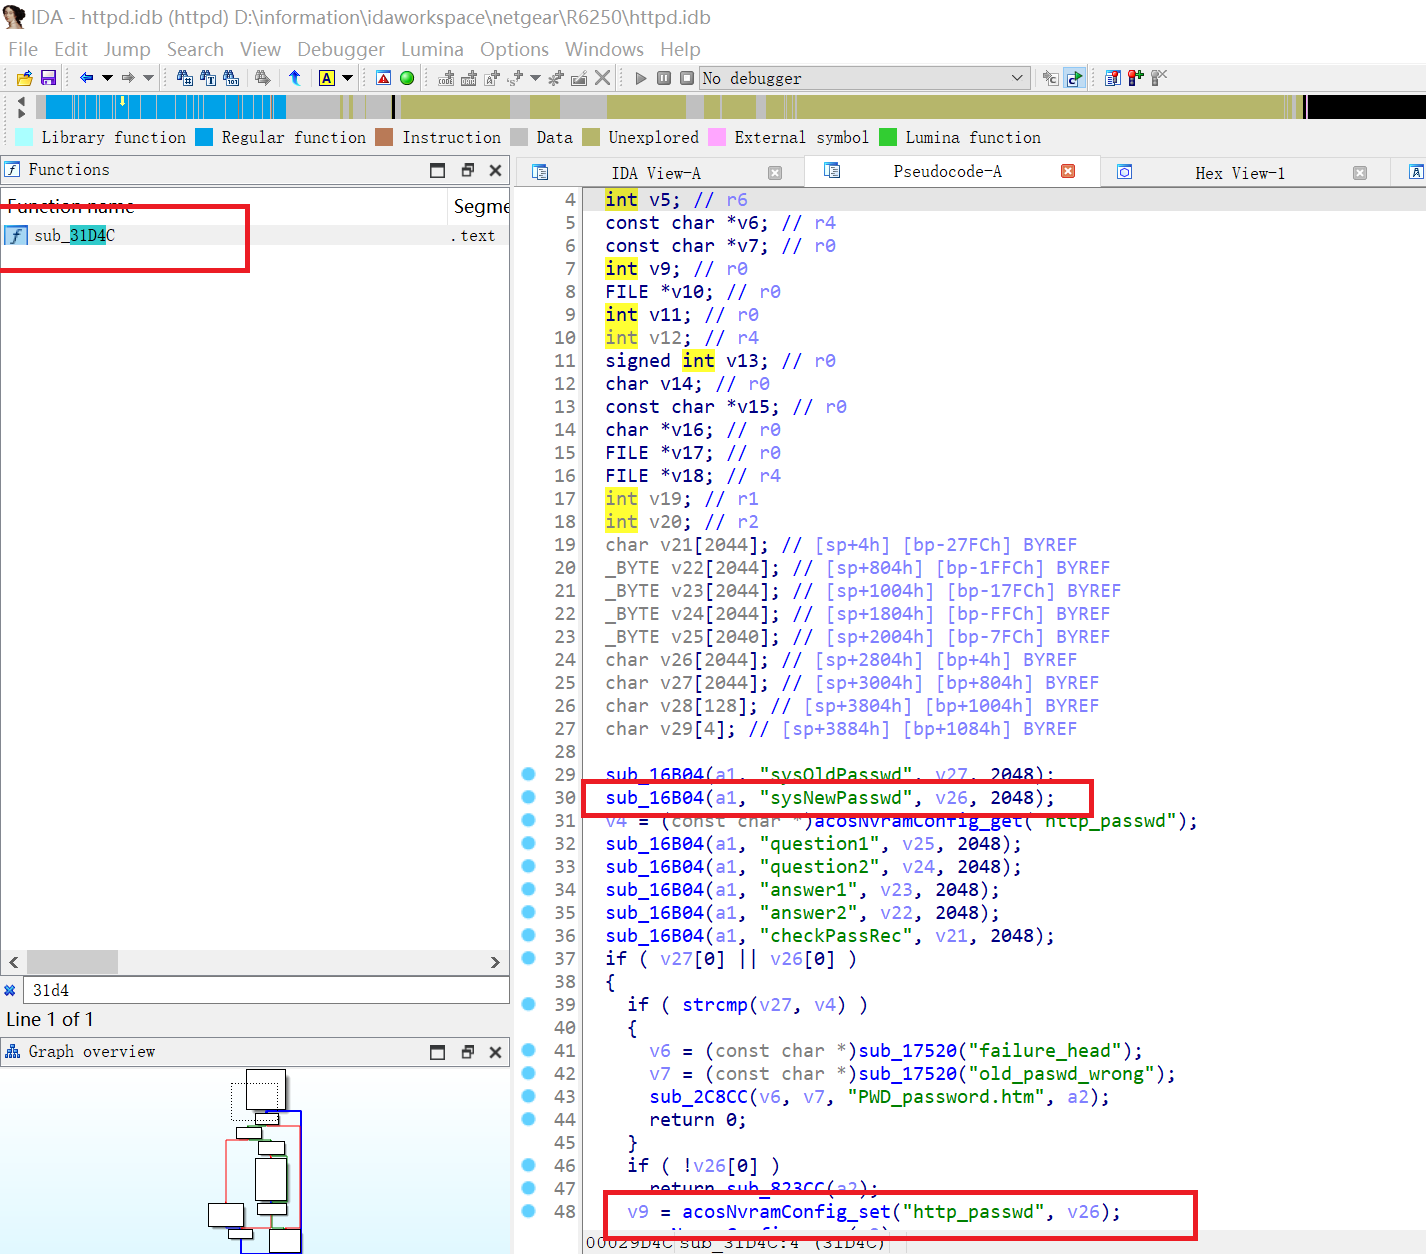 IDA - httpd.idb (httpd) D:\information\idaworkspace\netgear\R6250\httpd.idb
File Edit Jump Search View Debugger Lumina Options Windows Help
No debugger
Library function Regular function Instruction Data Unexplored External symbol Lumina function
Functions
IDA View-A Pseudocode-A Hex View-1
Function name Segme
sub_31D4C .text
31d4
Line 1 of 1
Graph overview
4 int v5; // r6
5 const char *v6; // r4
6 const char *v7; // r0
7 int v9; // r0
8 FILE *v10; // r0
9 int v11; // r0
10 int v12; // r4
11 signed int v13; // r0
12 char v14; // r0
13 const char *v15; // r0
14 char *v16; // r0
15 FILE *v17; // r0
16 FILE *v18; // r4
17 int v19; // r1
18 int v20; // r2
19 char v21[2044]; // [sp+4h] [bp-27FCh] BYREF
20 _BYTE v22[2044]; // [sp+804h] [bp-1FFCh] BYREF
21 _BYTE v23[2044]; // [sp+1004h] [bp-17FCh] BYREF
22 _BYTE v24[2044]; // [sp+1804h] [bp-FFCh] BYREF
23 _BYTE v25[2040]; // [sp+2004h] [bp-7FCh] BYREF
24 char v26[2044]; // [sp+2804h] [bp+4h] BYREF
25 char v27[2044]; // [sp+3004h] [bp+804h] BYREF
26 char v28[128]; // [sp+3804h] [bp+1004h] BYREF
27 char v29[4]; // [sp+3884h] [bp+1084h] BYREF
28
29 sub_16B04(a1, "sysOldPasswd", v27, 2048);
30 sub_16B04(a1, "sysNewPasswd", v26, 2048);
31 v4 = (const char *)acosNvramConfig_get("http_passwd");
32 sub_16B04(a1, "question1", v25, 2048);
33 sub_16B04(a1, "question2", v24, 2048);
34 sub_16B04(a1, "answer1", v23, 2048);
35 sub_16B04(a1, "answer2", v22, 2048);
36 sub_16B04(a1, "checkPassRec", v21, 2048);
37 if ( v27[0] || v26[0] )
38 {
39 if ( strcmp(v27, v4) )
40 {
41 v6 = (const char *)sub_17520("failure_head");
42 v7 = (const char *)sub_17520("old_paswd_wrong");
43 sub_2C8CC(v6, v7, "PWD_password.htm", a2);
44 return 0;
45 }
46 if ( !v26[0] )
47 return sub_823CC(a2);
48 v9 = acosNvramConfig_set("http_passwd", v26);
00029D4C sub_31D4C:4 (31D4C)